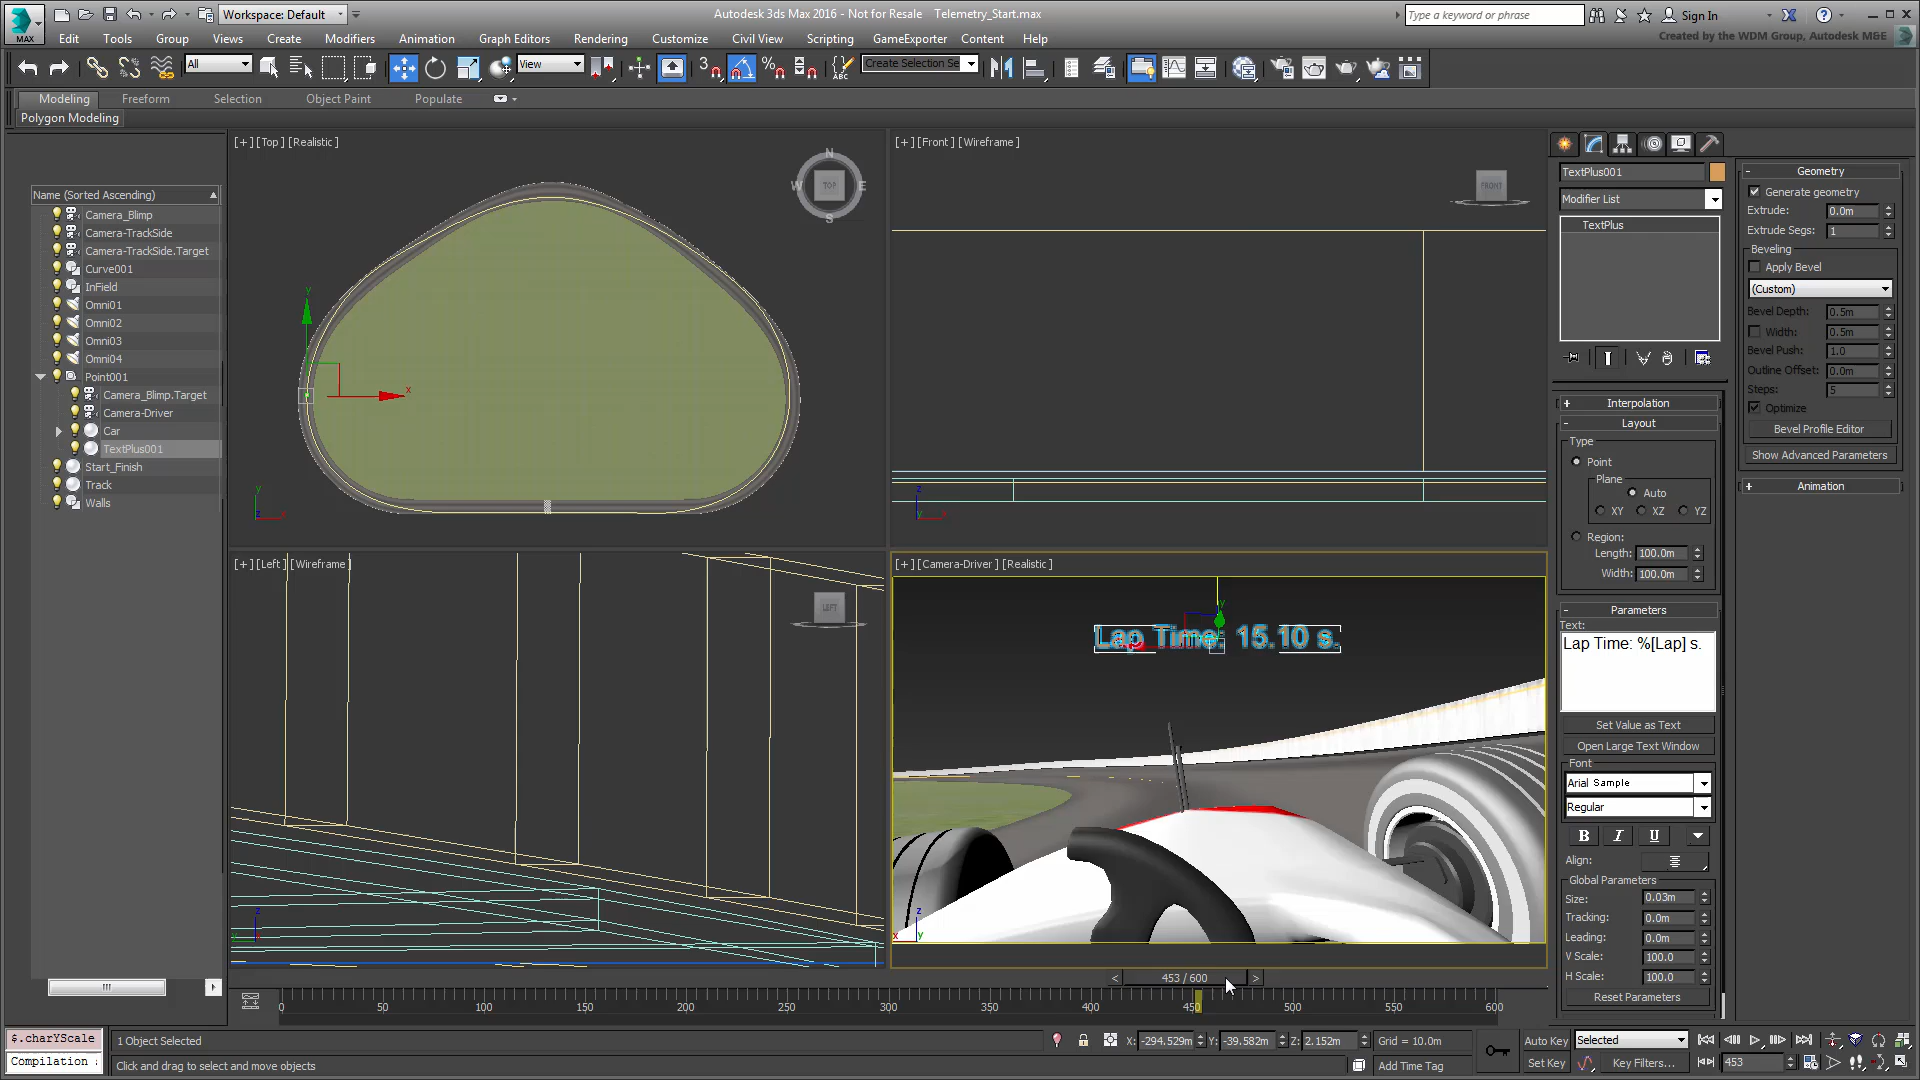 Workspace: Default
Autodesk 3ds Max 2016 - Not for Resale    Telemetry_Start.max
Type a keyword or phrase
Sign In
MAX
Edit  Tools  Group  Views  Create  Modifiers  Animation  Graph Editors  Rendering  Customize  Civil View  Scripting  GameExporter  Content  Help
Created by the WDM Group, Autodesk M&E
All
View
3
%
ABC
Create Selection Se
Modeling  Freeform  Selection  Object Paint  Populate
Polygon Modeling
Name (Sorted Ascending)
Camera_Blimp
Camera-TrackSide
Camera-TrackSide.Target
Curve001
InField
Omni01
Omni02
Omni03
Omni04
Point001
Camera_Blimp.Target
Camera-Driver
Car
TextPlus001
Start_Finish
Track
Walls
[+] [Top] [Realistic]
N
W TOP E
S
y
x
y
z x
[+] [Front] [Wireframe]
FRONT
z
y x
[+] [Left] [Wireframe]
LEFT
z
y x
[+] [Camera-Driver] [Realistic]
y
Lap Time: 15.10 s.
z
x y
TextPlus001
Modifier List
TextPlus
+ Interpolation
- Layout
Type
Point
Plane
Auto
XY XZ YZ
Region:
Length: 100.0m
Width: 100.0m
- Parameters
Text:
Lap Time: %[Lap] s.
Set Value as Text
Open Large Text Window
Font
Arial Sample
Regular
B I U
Align:
Global Parameters
Size: 0.03m
Tracking: 0.0m
Leading: 0.0m
V Scale: 100.0
H Scale: 100.0
Reset Parameters
- Geometry
Generate geometry
Extrude: 0.0m
Extrude Segs: 1
Beveling
Apply Bevel
(Custom)
Bevel Depth: 0.5m
Width: 0.5m
Bevel Push: 1.0
Outline Offset: 0.0m
Steps: 5
Optimize
Bevel Profile Editor
Show Advanced Parameters
+ Animation
< 453 / 600 >
0 50 100 150 200 250 300 350 400 450 500 550 600
$.charYScale
Compilation :
1 Object Selected
Click and drag to select and move objects
X: -294.529m Y: -39.582m Z: 2.152m Grid = 10.0m
Add Time Tag
Auto Key Selected
Set Key Key Filters...
453